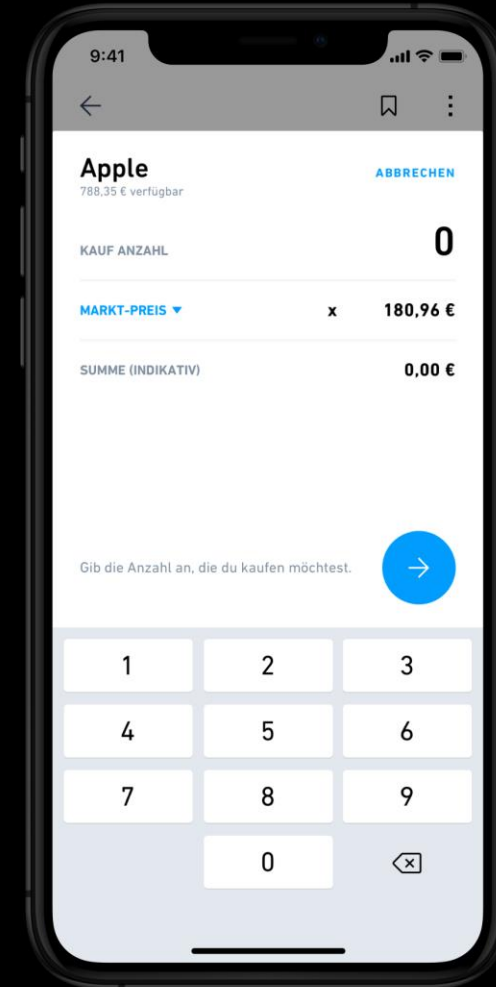 9:41
Apple
ABBRECHEN
788,35 € verfügbar
KAUF ANZAHL 0
MARKT-PREIS ▼ x 180,96 €
SUMME (INDIKATIV) 0,00 €
Gib die Anzahl an, die du kaufen möchtest.
1 2 3
4 5 6
7 8 9
0